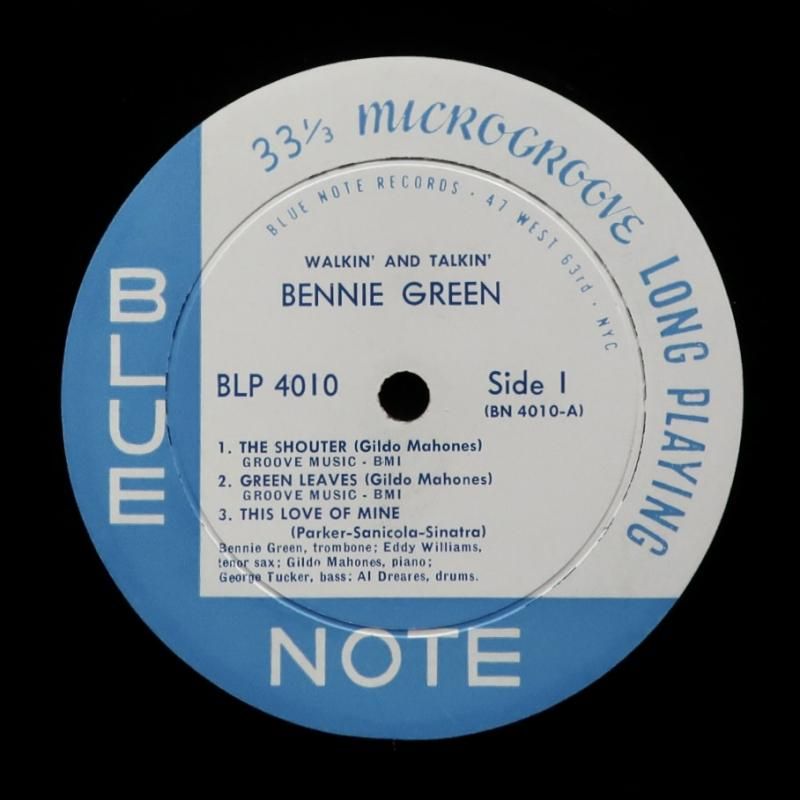 33⅓ MICROGROOVE LONG PLAYING
BLUE NOTE RECORDS · 47 WEST 63rd · NYC
WALKIN' AND TALKIN'
BENNIE GREEN
BLP 4010
Side 1
(BN 4010-A)
1. THE SHOUTER (Gildo Mahones)
GROOVE MUSIC - BMI
2. GREEN LEAVES (Gildo Mahones)
GROOVE MUSIC - BMI
3. THIS LOVE OF MINE
(Parker-Sanicola-Sinatra)
Bennie Green, trombone; Eddy Williams,
tenor sax; Gildo Mahones, piano;
George Tucker, bass; Al Dreares, drums.
BLUE
NOTE